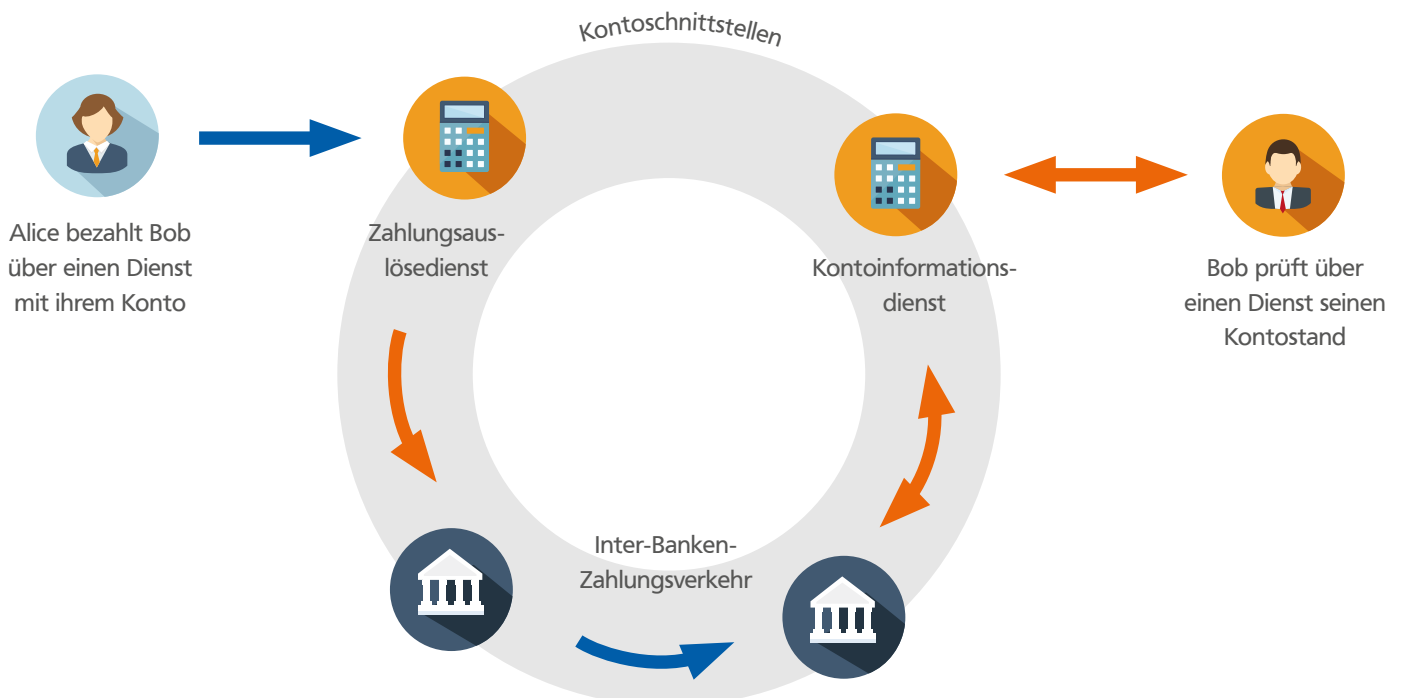 Kontoschnittstellen
Alice bezahlt Bob
über einen Dienst
mit ihrem Konto
Zahlungsaus-
lösedienst
Kontoinformations-
dienst
Bob prüft über
einen Dienst seinen
Kontostand
Inter-Banken-
Zahlungsverkehr